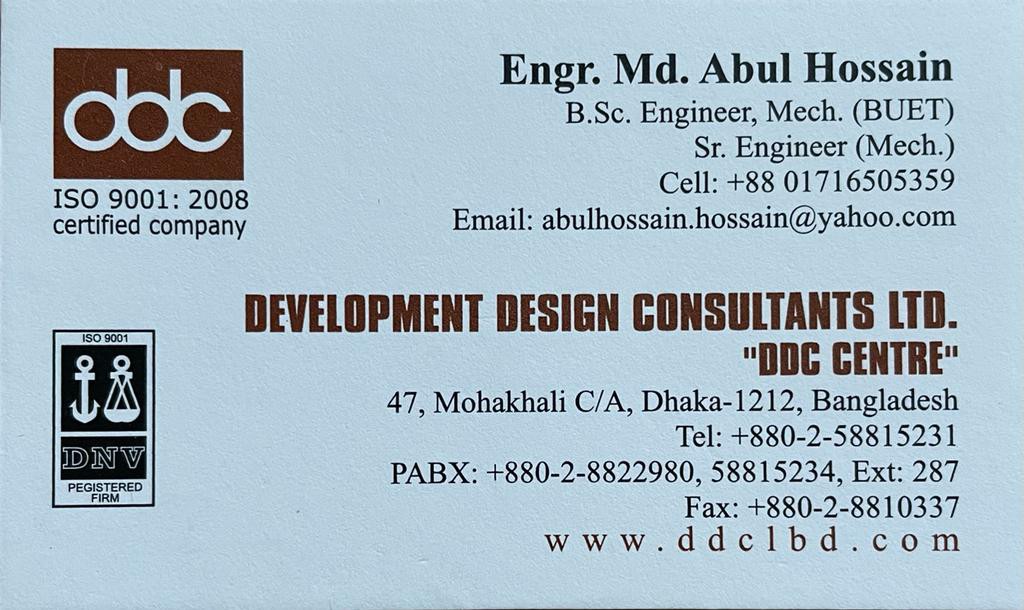 ddc
ISO 9001: 2008
certified company
Engr. Md. Abul Hossain
B.Sc. Engineer, Mech. (BUET)
Sr. Engineer (Mech.)
Cell: +88 01716505359
Email: abulhossain.hossain@yahoo.com
DEVELOPMENT DESIGN CONSULTANTS LTD.
"DDC CENTRE"
47, Mohakhali C/A, Dhaka-1212, Bangladesh
Tel: +880-2-58815231
PABX: +880-2-8822980, 58815234, Ext: 287
Fax: +880-2-8810337
www.ddclbd.com
ISO 9001
DNV
PEGISTERED
FIRM